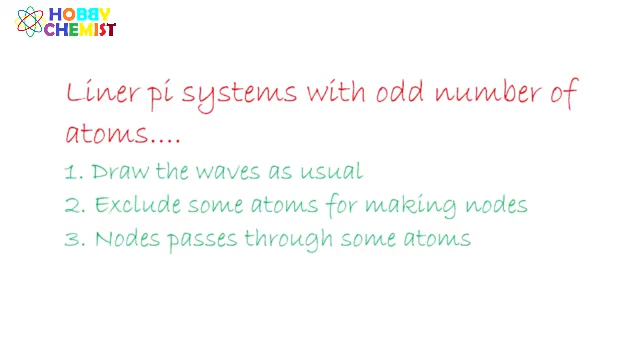 HOBBY
CHEMIST
Liner pi systems with odd number of
atoms....
1. Draw the waves as usual
2. Exclude some atoms for making nodes
3. Nodes passes through some atoms